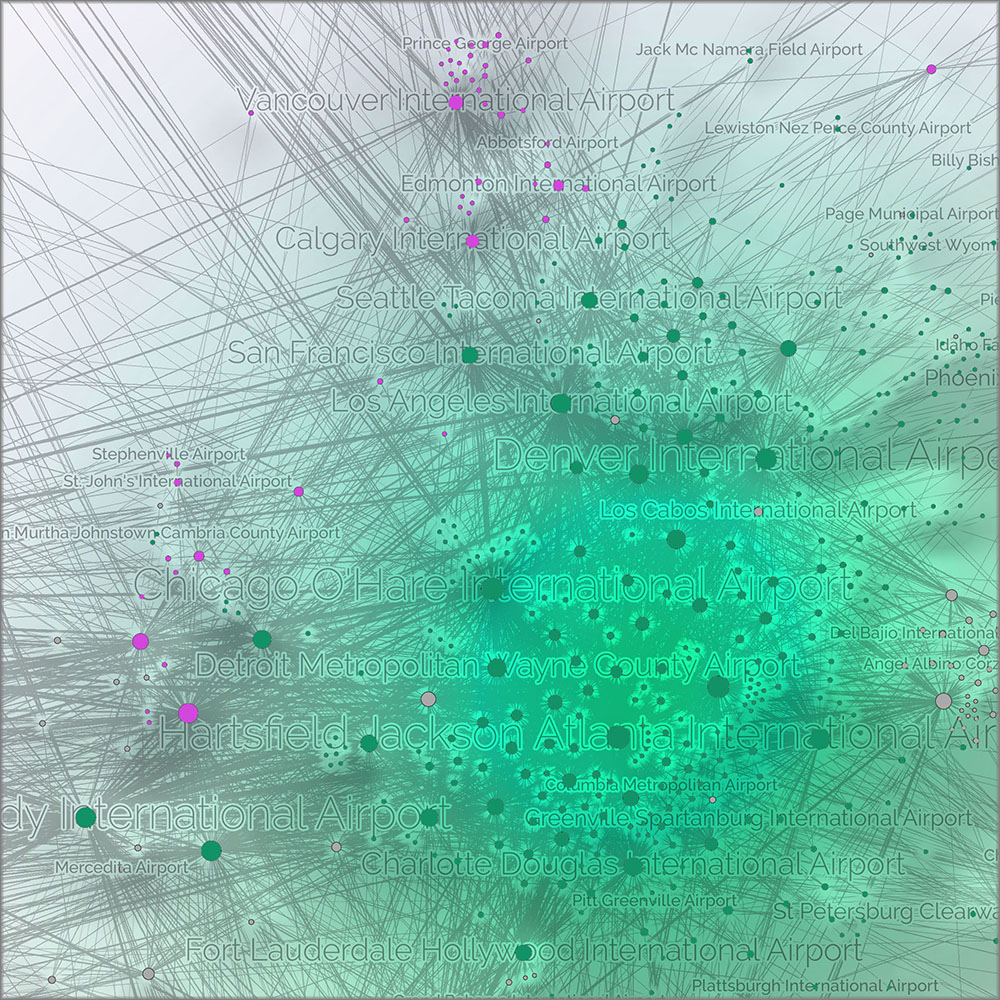 Prince George Airport
Jack Mc Namara Field Airport
Vancouver International Airport
Lewiston Nez Perce County Airport
Abbotsford Airport
Billy Bish
Edmonton International Airport
Page Municipal Airport
Calgary International Airport
Southwest Wyom
Seattle Tacoma International Airport
Idaho Fa
San Francisco International Airport
Phoeni
Los Angeles International Airport
Stephenville Airport
Denver International Airpo
St. John's International Airport
Los Cabos International Airport
n Murtha Johnstown Cambria County Airport
Chicago O'Hare International Airport
Del Bajio International
Detroit Metropolitan Wayne County Airport
Angel Albino Corz
Hartsfield Jackson Atlanta International Air
Columbia Metropolitan Airport
dy International Airport
Greenville Spartanburg International Airport
Mercedita Airport
Charlotte Douglas International Airport
Pitt Greenville Airport
St Petersburg Clearwa
Fort Lauderdale Hollywood International Airport
Plattsburgh International Airport